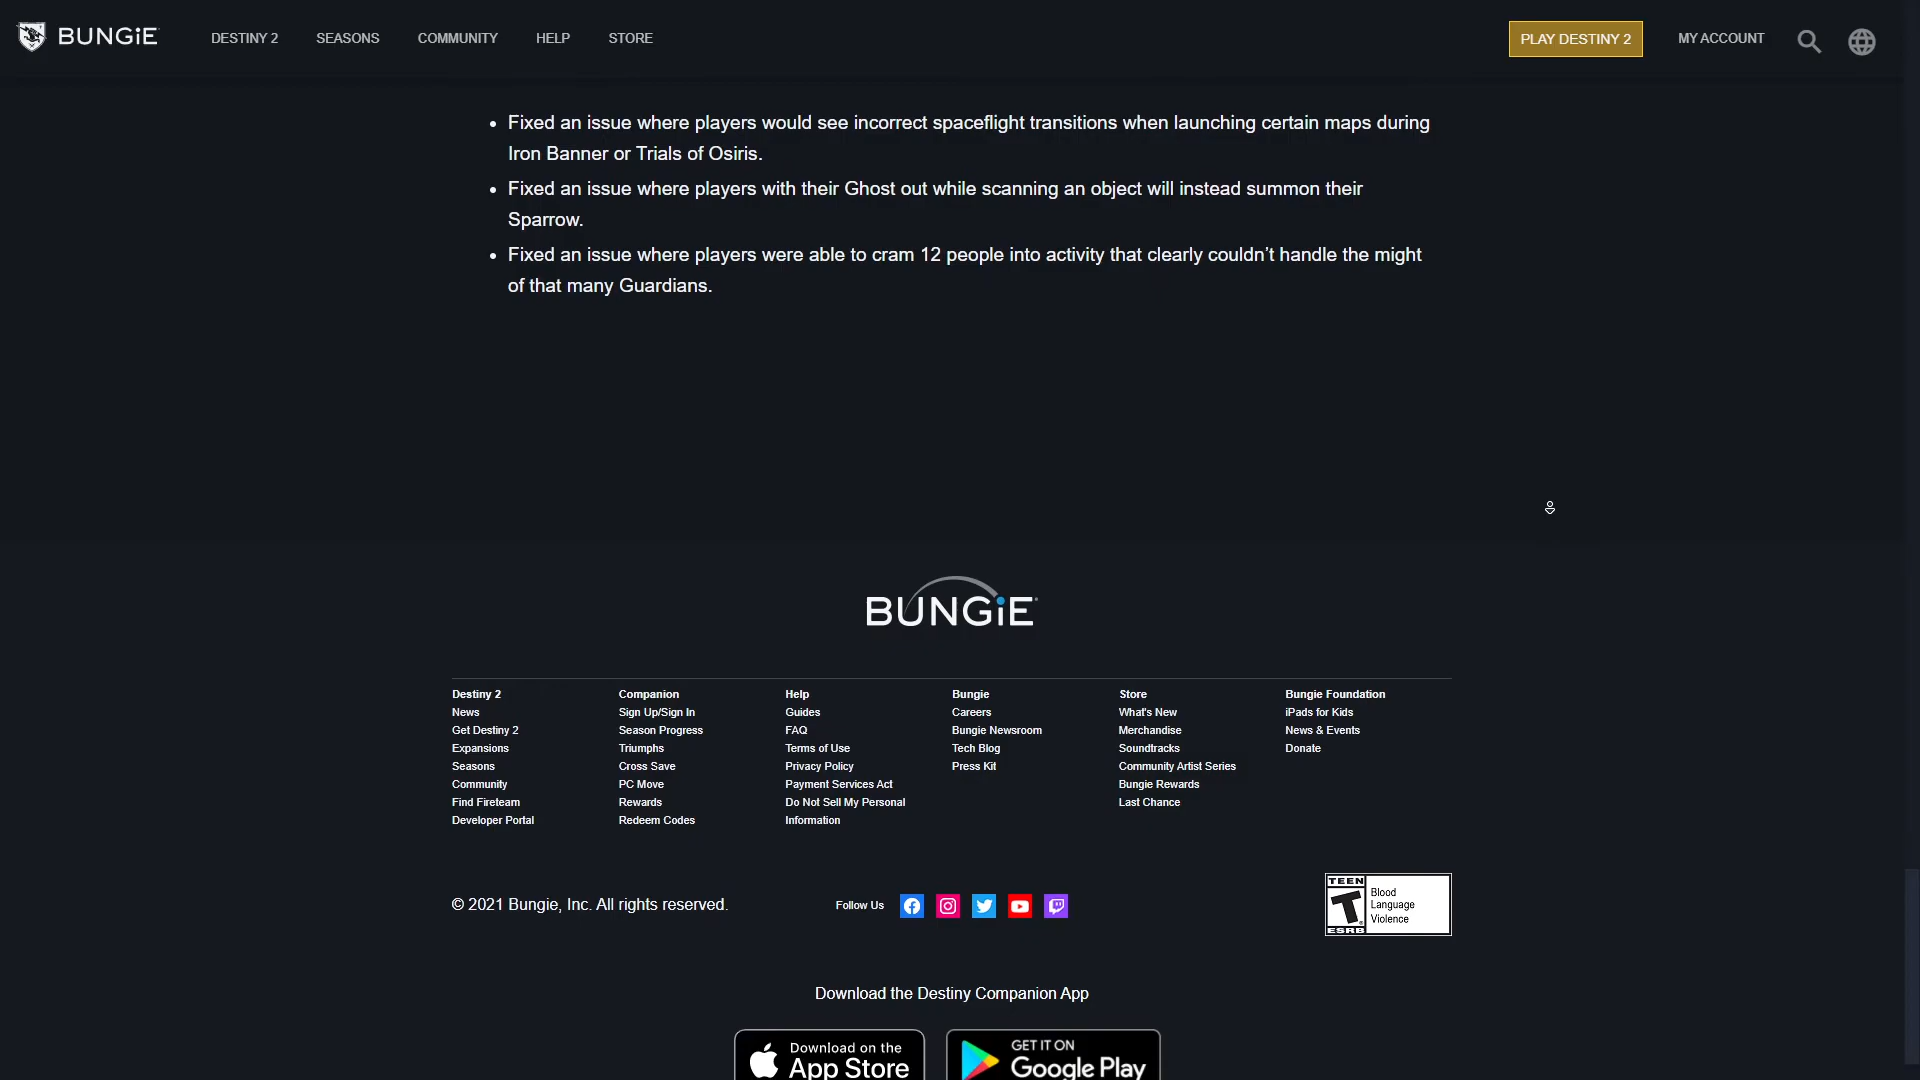 BUNGiE
DESTINY 2
SEASONS
COMMUNITY
HELP
STORE
PLAY DESTINY 2
MY ACCOUNT
• Fixed an issue where players would see incorrect spaceflight transitions when launching certain maps during
Iron Banner or Trials of Osiris.
• Fixed an issue where players with their Ghost out while scanning an object will instead summon their
Sparrow.
• Fixed an issue where players were able to cram 12 people into activity that clearly couldn’t handle the might
of that many Guardians.
BUNGiE
Destiny 2
News
Get Destiny 2
Expansions
Seasons
Community
Find Fireteam
Developer Portal
Companion
Sign Up/Sign In
Season Progress
Triumphs
Cross Save
PC Move
Rewards
Redeem Codes
Help
Guides
FAQ
Terms of Use
Privacy Policy
Payment Services Act
Do Not Sell My Personal
Information
Bungie
Careers
Bungie Newsroom
Tech Blog
Press Kit
Store
What's New
Merchandise
Soundtracks
Community Artist Series
Bungie Rewards
Last Chance
Bungie Foundation
iPads for Kids
News & Events
Donate
© 2021 Bungie, Inc. All rights reserved.
Follow Us
TEEN
T
ESRB
Blood
Language
Violence
Download the Destiny Companion App
Download on the
App Store
GET IT ON
Google Play